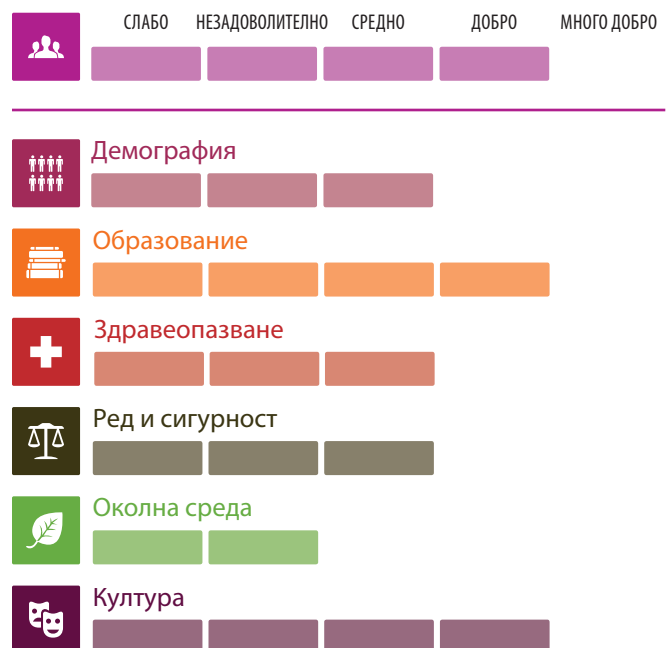 СЛАБО НЕЗАДОВОЛИТЕЛНО СРЕДНО ДОБРО МНОГО ДОБРО
Демография
Образование
Здравеопазване
Ред и сигурност
Околна среда
Култура